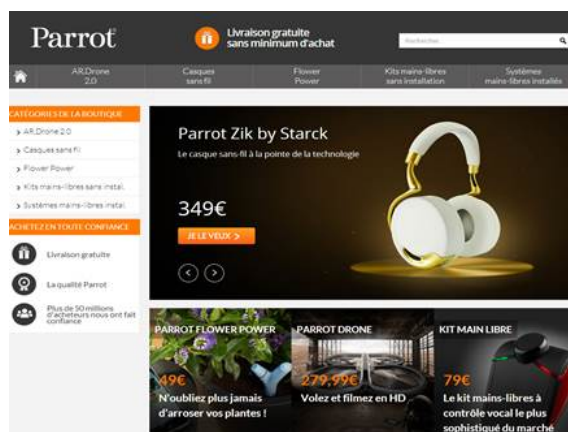 Parrot
Livraison gratuite
sans minimum d'achat
Rechercher...
AR.Drone
2.0
Casques
sans fil
Flower
Power
Kits mains-libres
sans installation
Systèmes
mains-libres installés
CATÉGORIES DE LA BOUTIQUE
AR.Drone 2.0
Casques sans fil
Flower Power
Kits mains-libres sans instal.
Systèmes mains-libres instal.
ACHETEZ EN TOUTE CONFIANCE
Livraison gratuite
La qualité Parrot
Plus de 50 millions
d'acheteurs nous ont fait
confiance
Parrot Zik by Starck
Le casque sans-fil à la pointe de la technologie
349€
JE LE VEUX >
PARROT FLOWER POWER
49€
N'oubliez plus jamais
d'arroser vos plantes !
PARROT DRONE
279,99€
Volez et filmez en HD
KIT MAIN LIBRE
79€
Le kit mains-libres à
contrôle vocal le plus
sophistiqué du marché